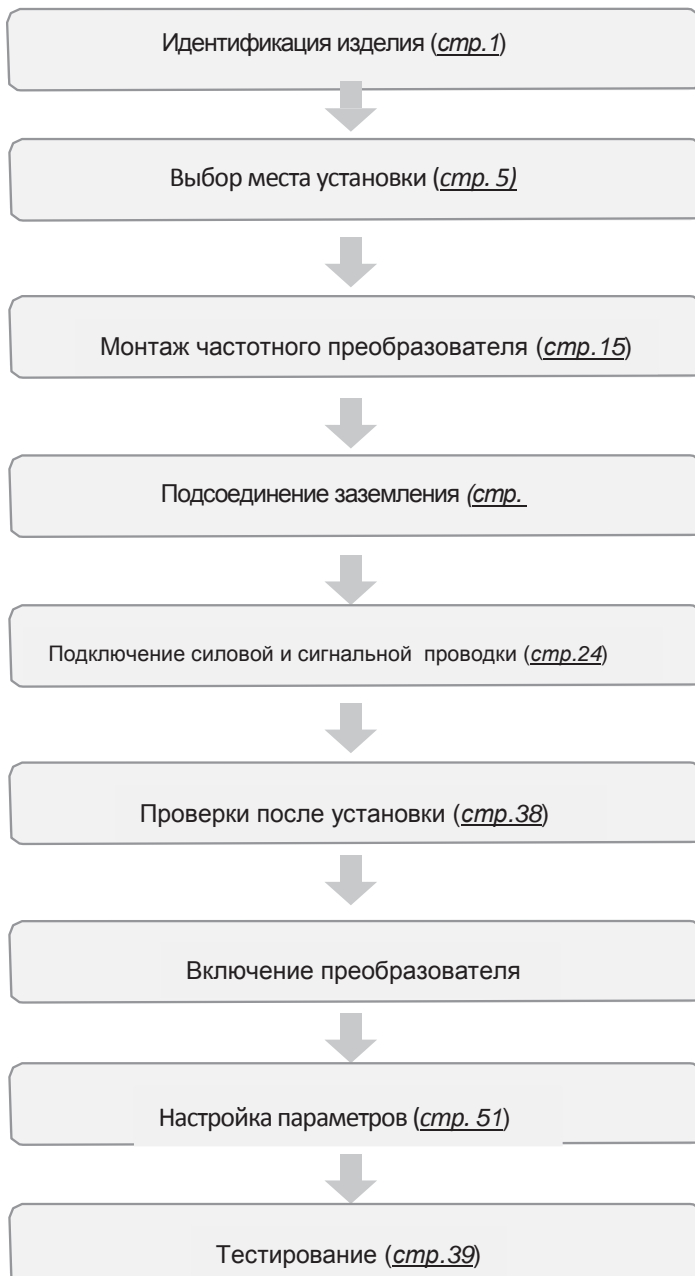 Идентификация изделия (стр.1)
Выбор места установки (стр. 5)
Монтаж частотного преобразователя (стр.15)
Подсоединение заземления (стр.
Подключение силовой и сигнальной проводки (стр.24)
Проверки после установки (стр.38)
Включение преобразователя
Настройка параметров (стр. 51)
Тестирование (стр.39)